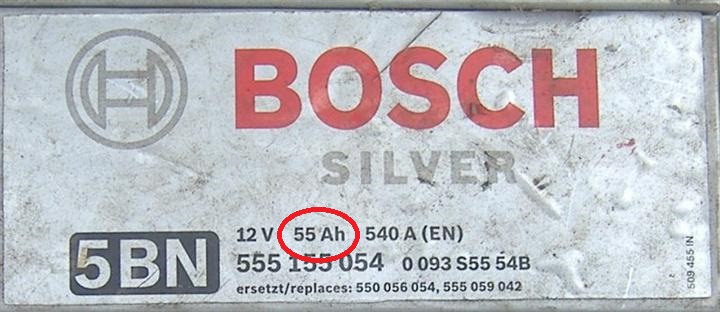 BOSCH
SILVER
12 V 55 Ah 540 A (EN)
5BN
555 155 054 0 093 S55 54B
ersetzt/replaces: 550 056 054, 555 059 042
509 455 IN